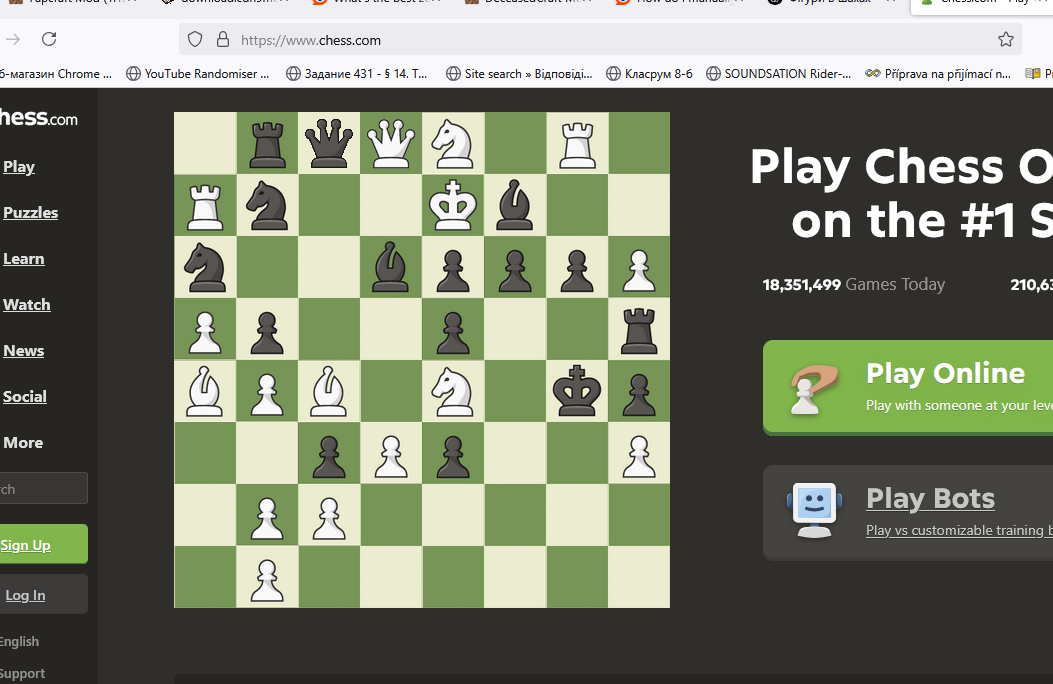 https://www.chess.com
YouTube Randomiser ...
Задание 431 - § 14. Т...
Site search » Відповіді...
Класрум 8-б
SOUNDSATION Rider-...
Příprava na přijímací n...
б-магазин Chrome ...
hess.com
Play
Puzzles
Learn
Watch
News
Social
More
rch
Sign Up
Log In
English
Support
Play Chess O
on the #1 S
18,351,499 Games Today
210,63
Play Online
Play with someone at your leve
Play Bots
Play vs customizable training b